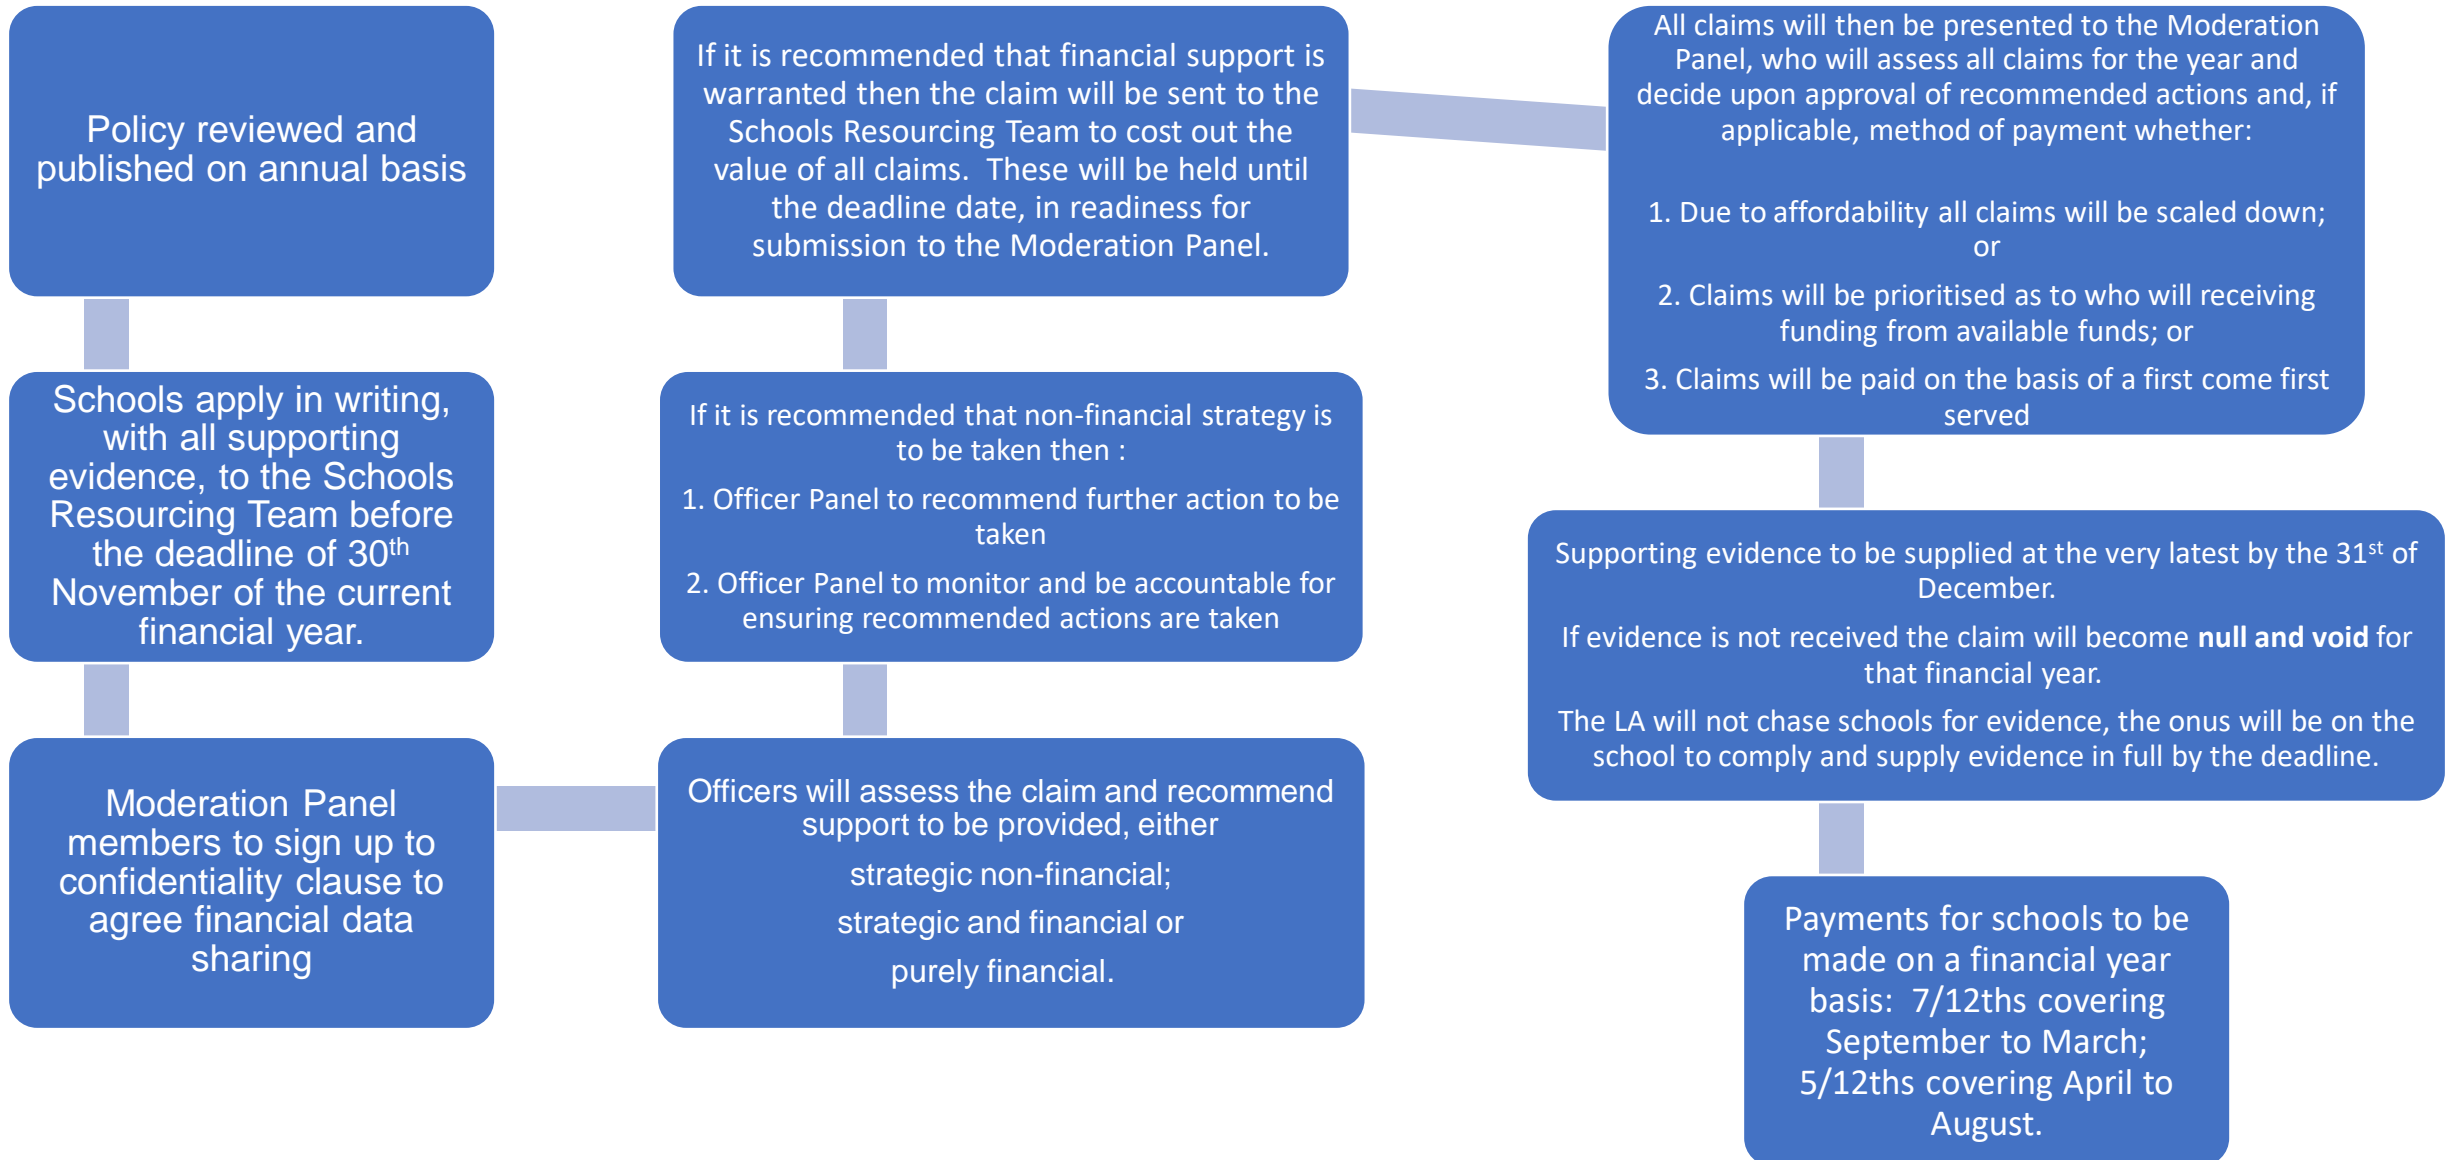 Policy reviewed and
published on annual basis
Schools apply in writing,
with all supporting
evidence, to the Schools
Resourcing Team before
the deadline of 30th
November of the current
financial year.
Moderation Panel
members to sign up to
confidentiality clause to
agree financial data
sharing
Officers will assess the claim and recommend
support to be provided, either
strategic non-financial;
strategic and financial or
purely financial.
If it is recommended that non-financial strategy is
to be taken then :
1. Officer Panel to recommend further action to be
taken
2. Officer Panel to monitor and be accountable for
ensuring recommended actions are taken
If it is recommended that financial support is
warranted then the claim will be sent to the
Schools Resourcing Team to cost out the
value of all claims.  These will be held until
the deadline date, in readiness for
submission to the Moderation Panel.
All claims will then be presented to the Moderation
Panel, who will assess all claims for the year and
decide upon approval of recommended actions and, if
applicable, method of payment whether:
1. Due to affordability all claims will be scaled down;
or
2. Claims will be prioritised as to who will receiving
funding from available funds; or
3. Claims will be paid on the basis of a first come first
served
Supporting evidence to be supplied at the very latest by the 31st of
December.
If evidence is not received the claim will become null and void for
that financial year.
The LA will not chase schools for evidence, the onus will be on the
school to comply and supply evidence in full by the deadline.
Payments for schools to be
made on a financial year
basis:  7/12ths covering
September to March;
5/12ths covering April to
August.